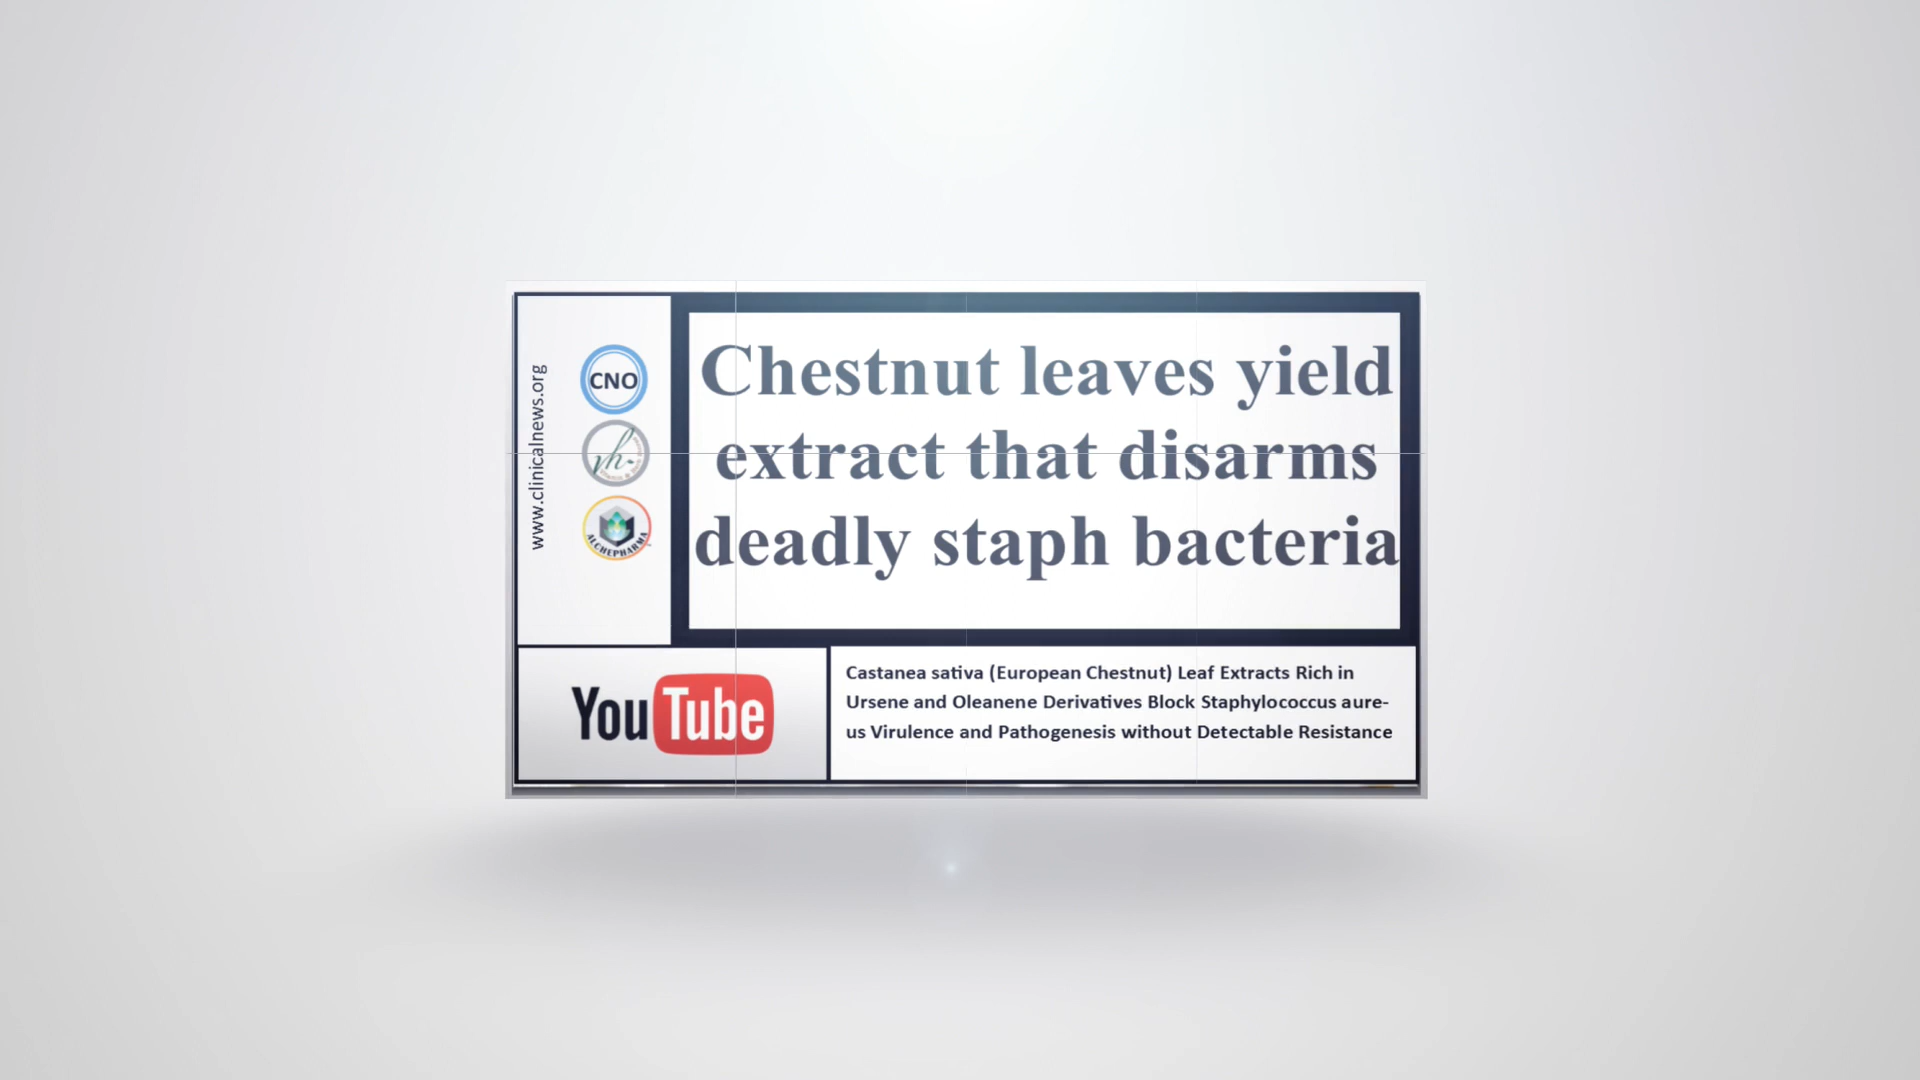 www.clinicalnews.org
CNO
vh
ALCHEPHARMA
Chestnut leaves yield
extract that disarms
deadly staph bacteria
YouTube
Castanea sativa (European Chestnut) Leaf Extracts Rich in
Ursene and Oleanene Derivatives Block Staphylococcus aure-
us Virulence and Pathogenesis without Detectable Resistance